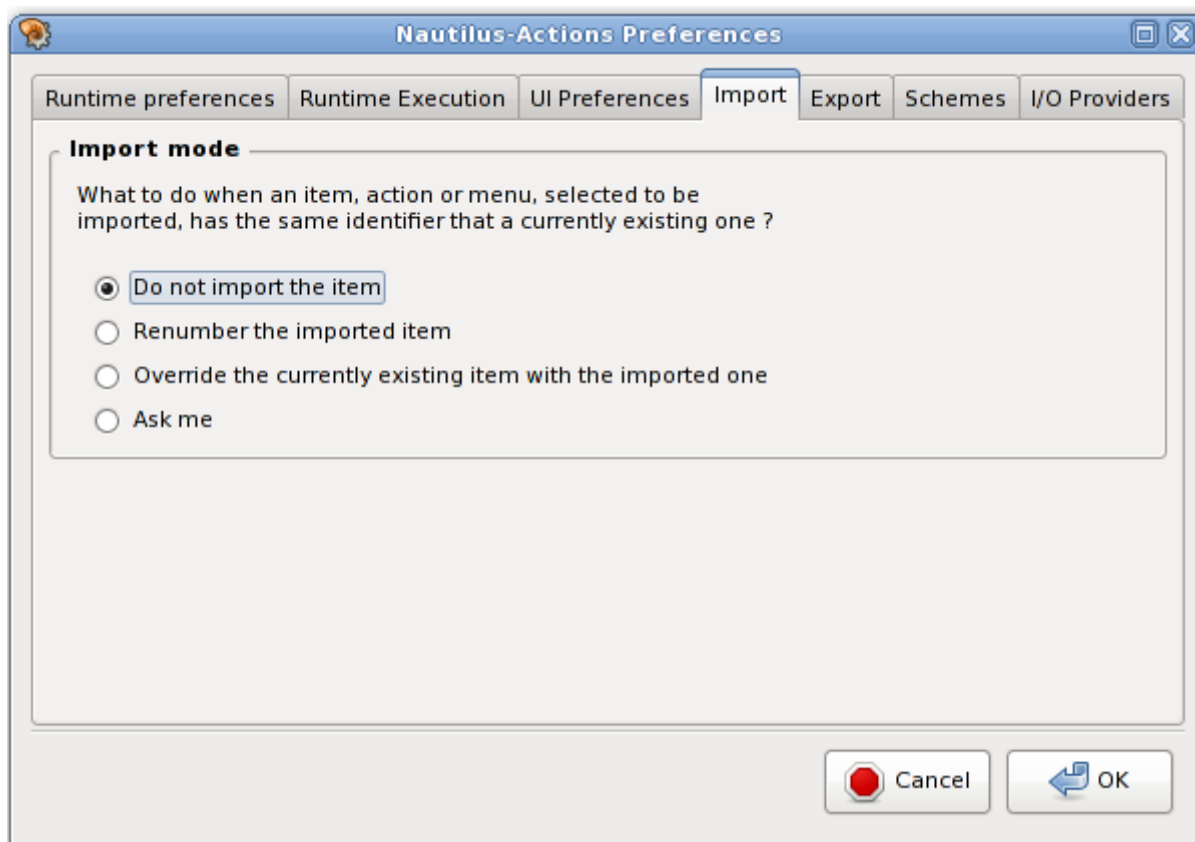 Nautilus-Actions Preferences
Runtime preferences Runtime Execution UI Preferences Import Export Schemes I/O Providers
Import mode
What to do when an item, action or menu, selected to be
imported, has the same identifier that a currently existing one ?
Do not import the item
Renumber the imported item
Override the currently existing item with the imported one
Ask me
Cancel OK